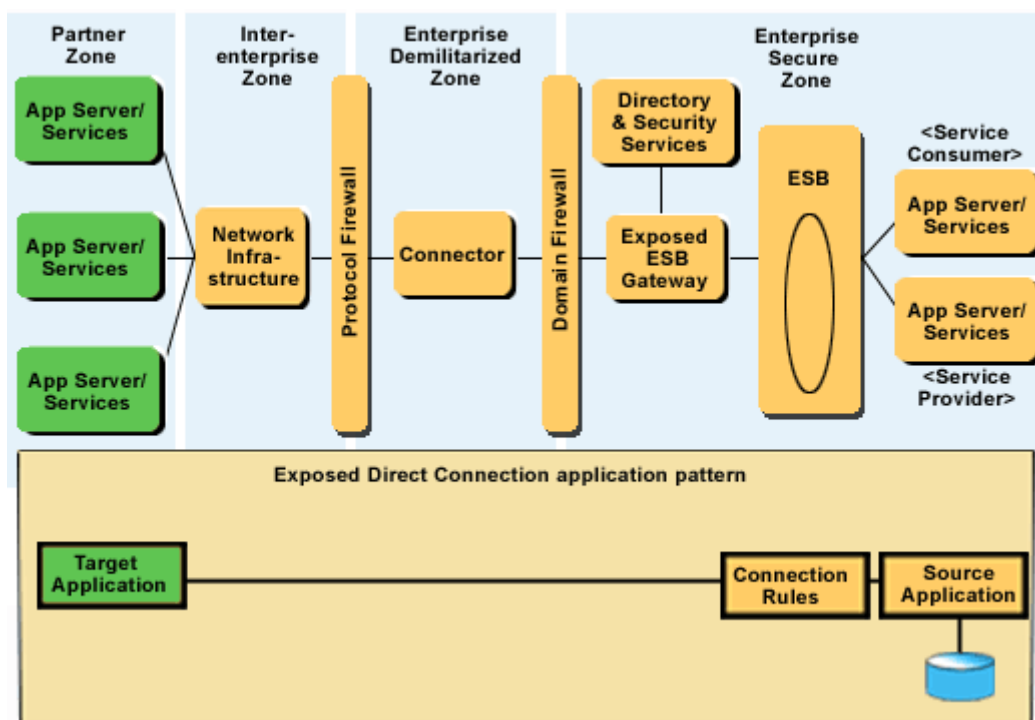 Partner
Zone
Inter-
enterprise
Zone
Enterprise
Demilitarized
Zone
Enterprise
Secure
Zone
App Server/
Services
App Server/
Services
App Server/
Services
Network
Infra-
structure
Protocol Firewall
Connector
Domain Firewall
Directory
& Security
Services
Exposed
ESB
Gateway
ESB
<Service
Consumer>
App Server/
Services
App Server/
Services
<Service
Provider>
Exposed Direct Connection application pattern
Target
Application
Connection
Rules
Source
Application